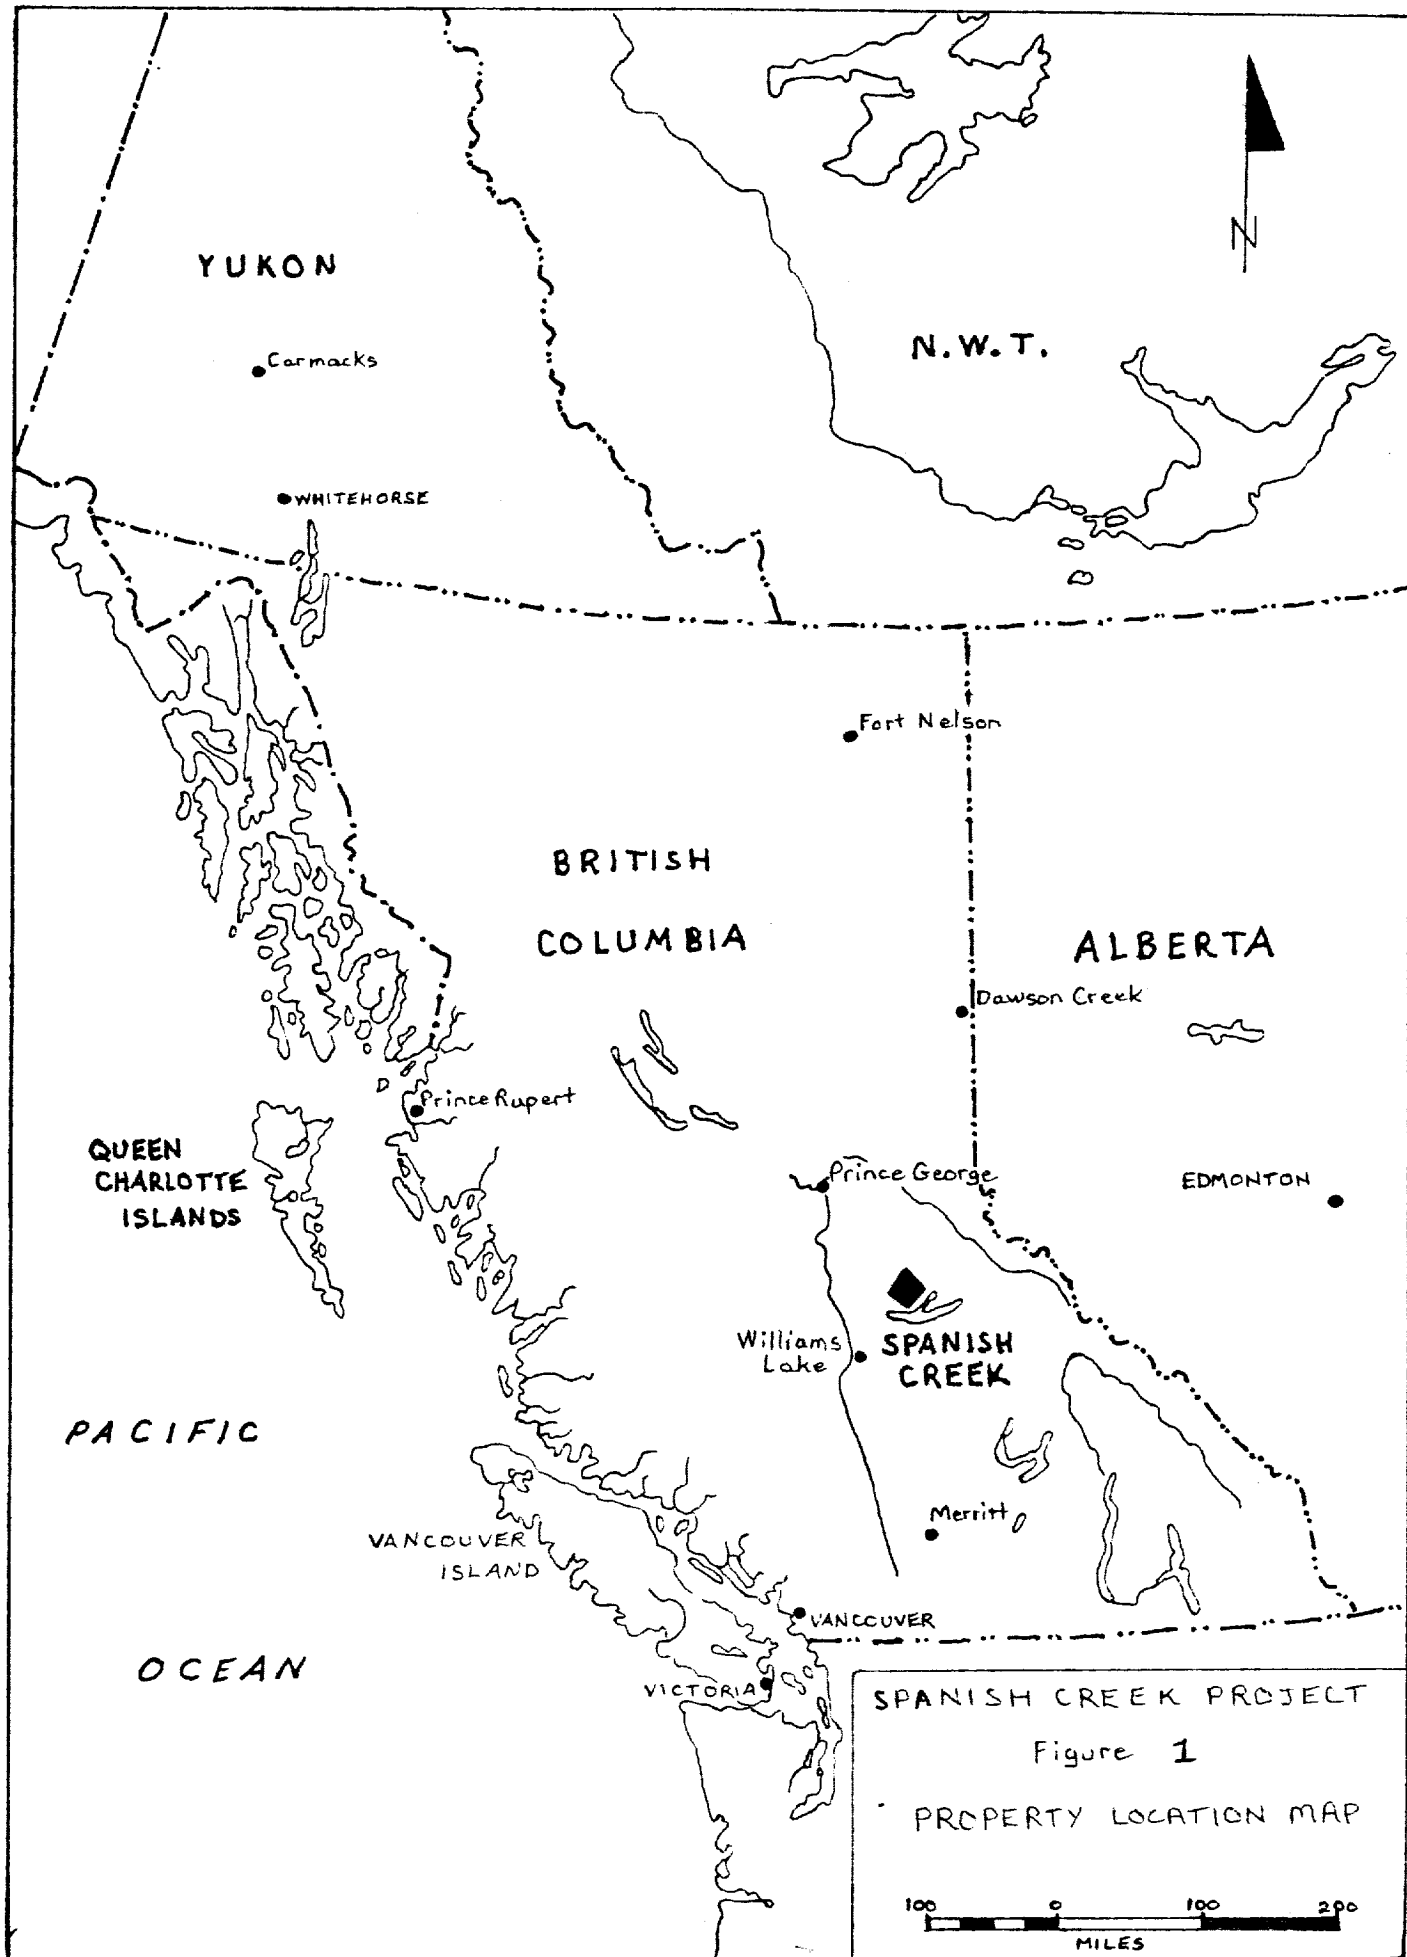 N
YUKON
N.W.T.
Carmacks
WHITEHORSE
Fort Nelson
BRITISH
COLUMBIA
ALBERTA
Dawson Creek
Prince Rupert
QUEEN
CHARLOTTE
ISLANDS
Prince George
EDMONTON
Williams
Lake
SPANISH
CREEK
PACIFIC
Merritt
VANCOUVER
ISLAND
VANCOUVER
OCEAN
VICTORIA
SPANISH CREEK PROJECT
Figure 1
PROPERTY LOCATION MAP
100 0 100 200
MILES